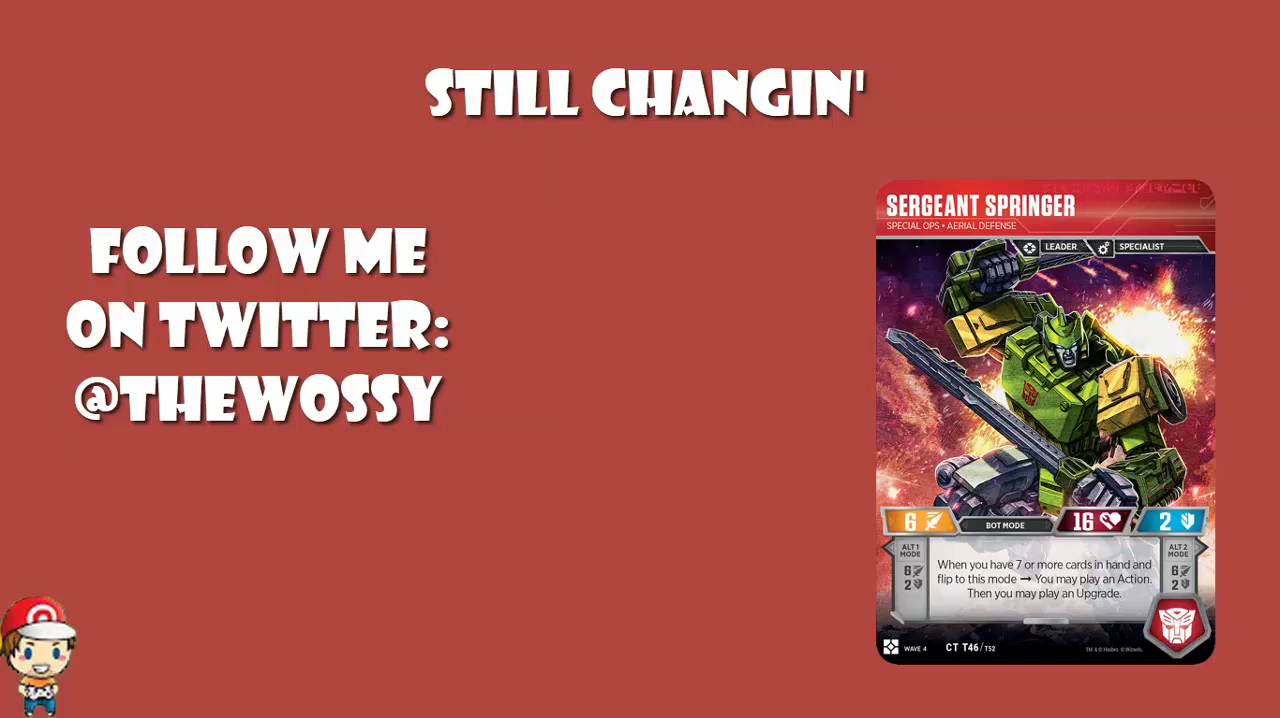 STILL CHANGIN'
FOLLOW ME
ON TWITTER:
@THEWOSSY
SERGEANT SPRINGER
SPECIAL OPS • AERIAL DEFENSE
LEADER SPECIALIST
6 BOT MODE 16 2
ALT 1 MODE
6
2
When you have 7 or more cards in hand and
flip to this mode → You may play an Action.
Then you may play an Upgrade.
ALT 2 MODE
6
2
WAVE 4 CT T46/T52
TM & © Hasbro. © Wizards.